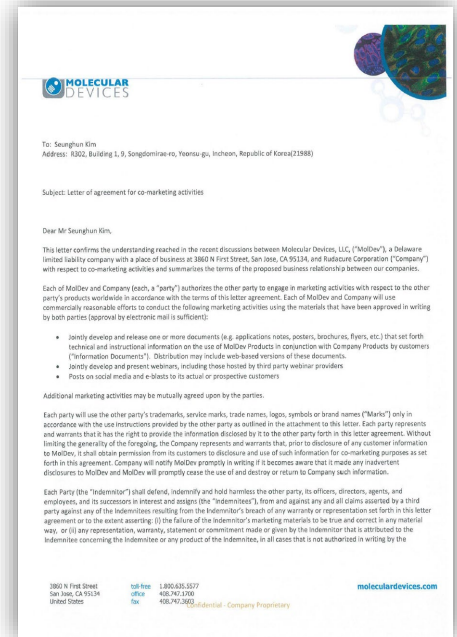 MOLECULAR
DEVICES
To: Seunghun Kim
Address: R302, Building 1, 9, Songdomirae-ro, Yeonsu-gu, Incheon, Republic of Korea(21988)
Subject: Letter of agreement for co-marketing activities
Dear Mr Seunghun Kim,
This letter confirms the understanding reached in the recent discussions between Molecular Devices, LLC, ("MolDev"), a Delaware
limited liability company with a place of business at 3860 N First Street, San Jose, CA 95134, and Rudacure Corporation ("Company")
with respect to co-marketing activities and summarizes the terms of the proposed business relationship between our companies.
Each of MolDev and Company (each, a "party") authorizes the other party to engage in marketing activities with respect to the other
party's products worldwide in accordance with the terms of this letter agreement. Each of MolDev and Company will use
commercially reasonable efforts to conduct the following marketing activities using the materials that have been approved in writing
by both parties (approval by electronic mail is sufficient):
• Jointly develop and release one or more documents (e.g. applications notes, posters, brochures, flyers, etc.) that set forth
technical and instructional information on the use of MolDev Products in conjunction with Company Products by customers
("Information Documents"). Distribution may include web-based versions of these documents.
• Jointly develop and present webinars, including those hosted by third party webinar providers
• Posts on social media and e-blasts to its actual or prospective customers
Additional marketing activities may be mutually agreed upon by the parties.
Each party will use the other party's trademarks, service marks, trade names, logos, symbols or brand names ("Marks") only in
accordance with the use instructions provided by the other party as outlined in the attachment to this letter. Each party represents
and warrants that it has the right to provide the information disclosed by it to the other party forth in this letter agreement. Without
limiting the generality of the foregoing, the Company represents and warrants that, prior to disclosure of any customer information
to MolDev, it shall obtain permission from its customers to disclosure and use of such information for co-marketing purposes as set
forth in this agreement. Company will notify MolDev promptly in writing if it becomes aware that it made any inadvertent
disclosures to MolDev and MolDev will promptly cease the use of and destroy or return to Company such information.
Each Party (the "Indemnitor") shall defend, indemnify and hold harmless the other party, its officers, directors, agents, and
employees, and its successors in interest and assigns (the "Indemnitees"), from and against any and all claims asserted by a third
party against any of the Indemnitees resulting from the Indemnitor's breach of any warranty or representation set forth in this letter
agreement or to the extent asserting: (i) the failure of the Indemnitor's marketing materials to be true and correct in any material
way, or (ii) any representation, warranty, statement or commitment made or given by the Indemnitor that is attributed to the
Indemnitee concerning the Indemnitee or any product of the Indemnitee, in all cases that is not authorized in writing by the
3860 N First Street toll-free 1.800.635.5577 moleculardevices.com
San Jose, CA 95134 office 408.747.1700
United States fax 408.747.3603
Confidential - Company Proprietary